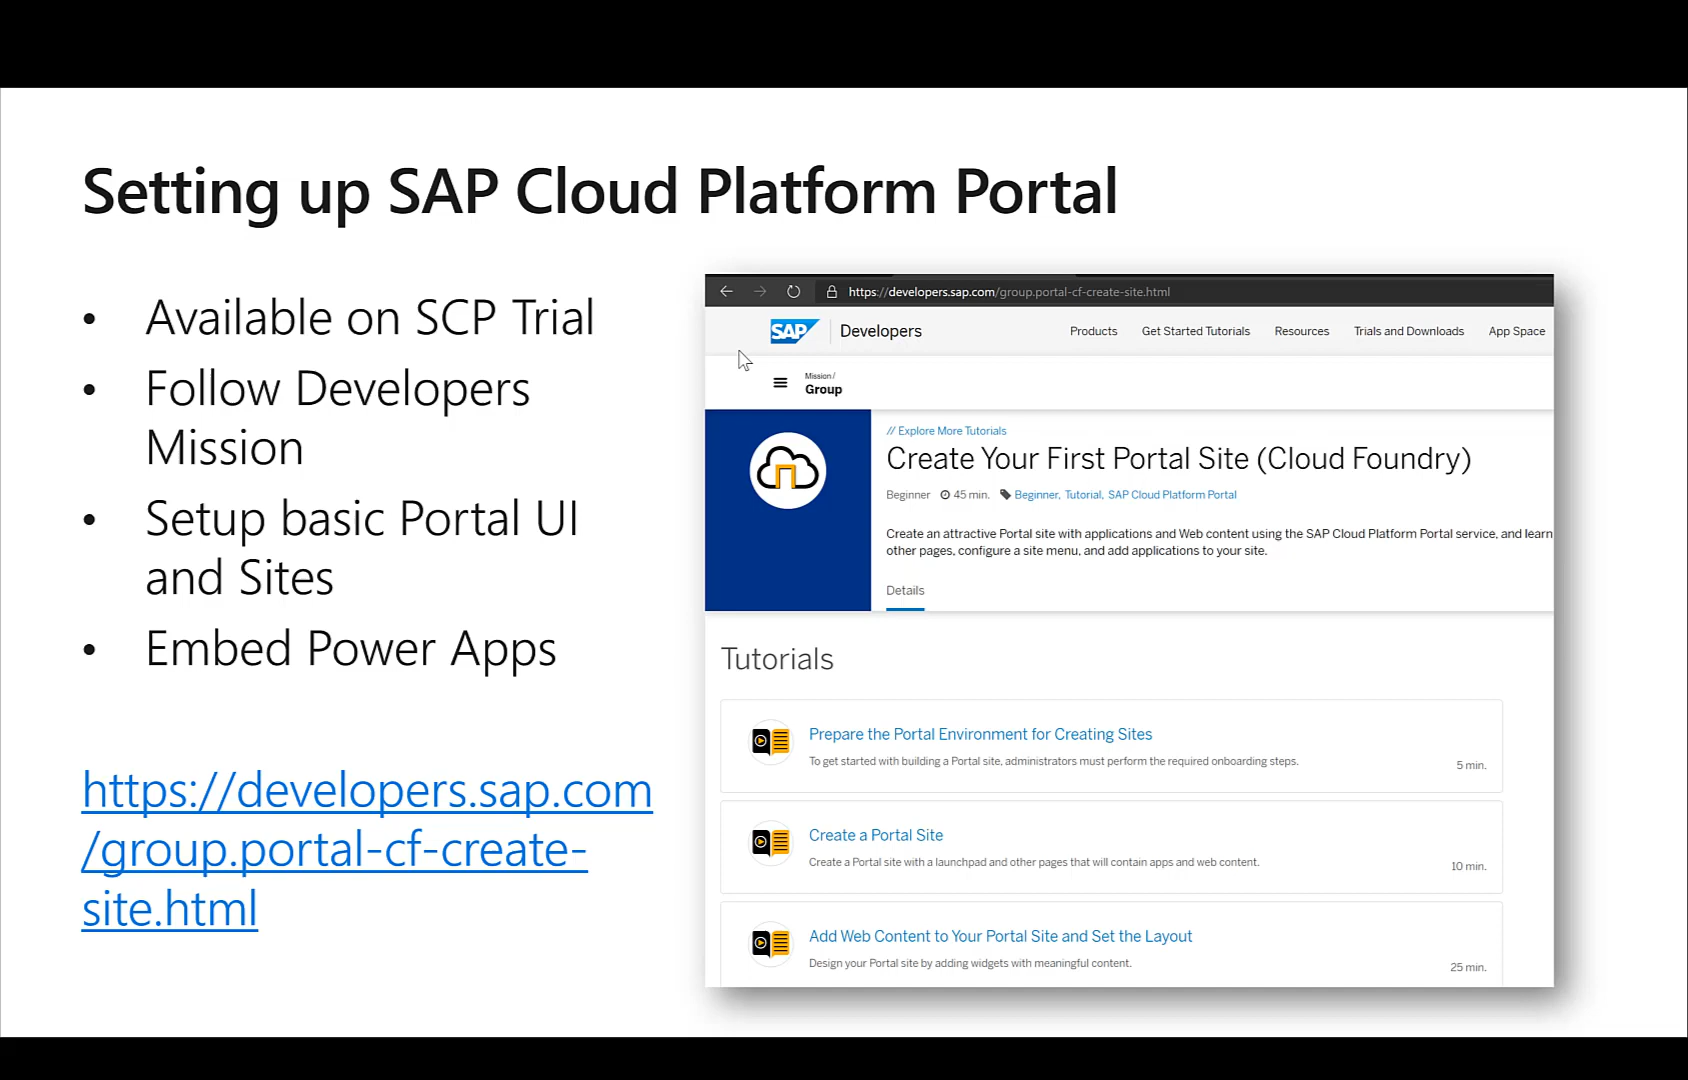 Setting up SAP Cloud Platform Portal
• Available on SCP Trial
• Follow Developers
Mission
• Setup basic Portal UI
and Sites
• Embed Power Apps
https://developers.sap.com
/group.portal-cf-create-
site.html
https://developers.sap.com/group.portal-cf-create-site.html
SAP Developers Products Get Started Tutorials Resources Trials and Downloads App Space
Mission /
Group
// Explore More Tutorials
Create Your First Portal Site (Cloud Foundry)
Beginner 45 min. Beginner, Tutorial, SAP Cloud Platform Portal
Create an attractive Portal site with applications and Web content using the SAP Cloud Platform Portal service, and learn
other pages, configure a site menu, and add applications to your site.
Details
Tutorials
Prepare the Portal Environment for Creating Sites
To get started with building a Portal site, administrators must perform the required onboarding steps.
5 min.
Create a Portal Site
Create a Portal site with a launchpad and other pages that will contain apps and web content.
10 min.
Add Web Content to Your Portal Site and Set the Layout
Design your Portal site by adding widgets with meaningful content.
25 min.